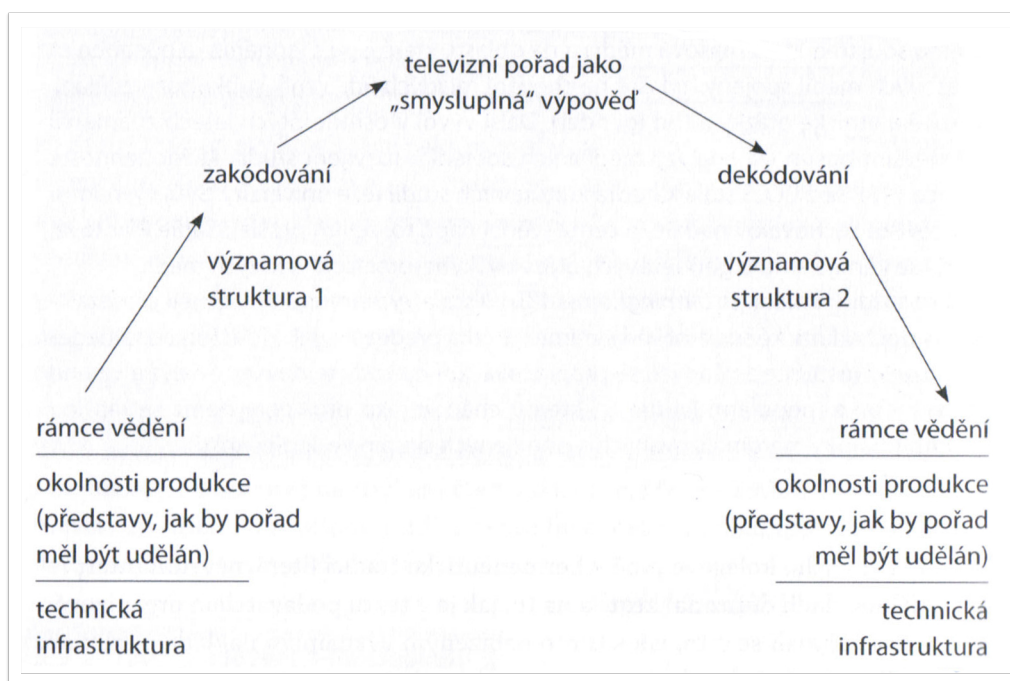 televizní pořad jako
„smysluplná“ výpověď
zakódování
dekódování
významová
struktura 1
významová
struktura 2
rámce vědění
okolnosti produkce
(představy, jak by pořad
měl být udělán)
technická
infrastruktura
rámce vědění
okolnosti produkce
(představy, jak by pořad
měl být udělán)
technická
infrastruktura